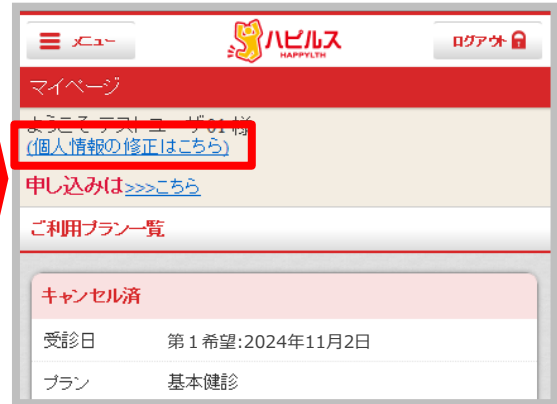 メニュー
ハピルス
HAPPYLTH
ログアウト
マイページ
ようこそ テストユーザ01 様
(個人情報の修正はこちら)
申し込みは>>>こちら
ご利用プラン一覧
キャンセル済
受診日 第1希望:2024年11月2日
プラン 基本健診